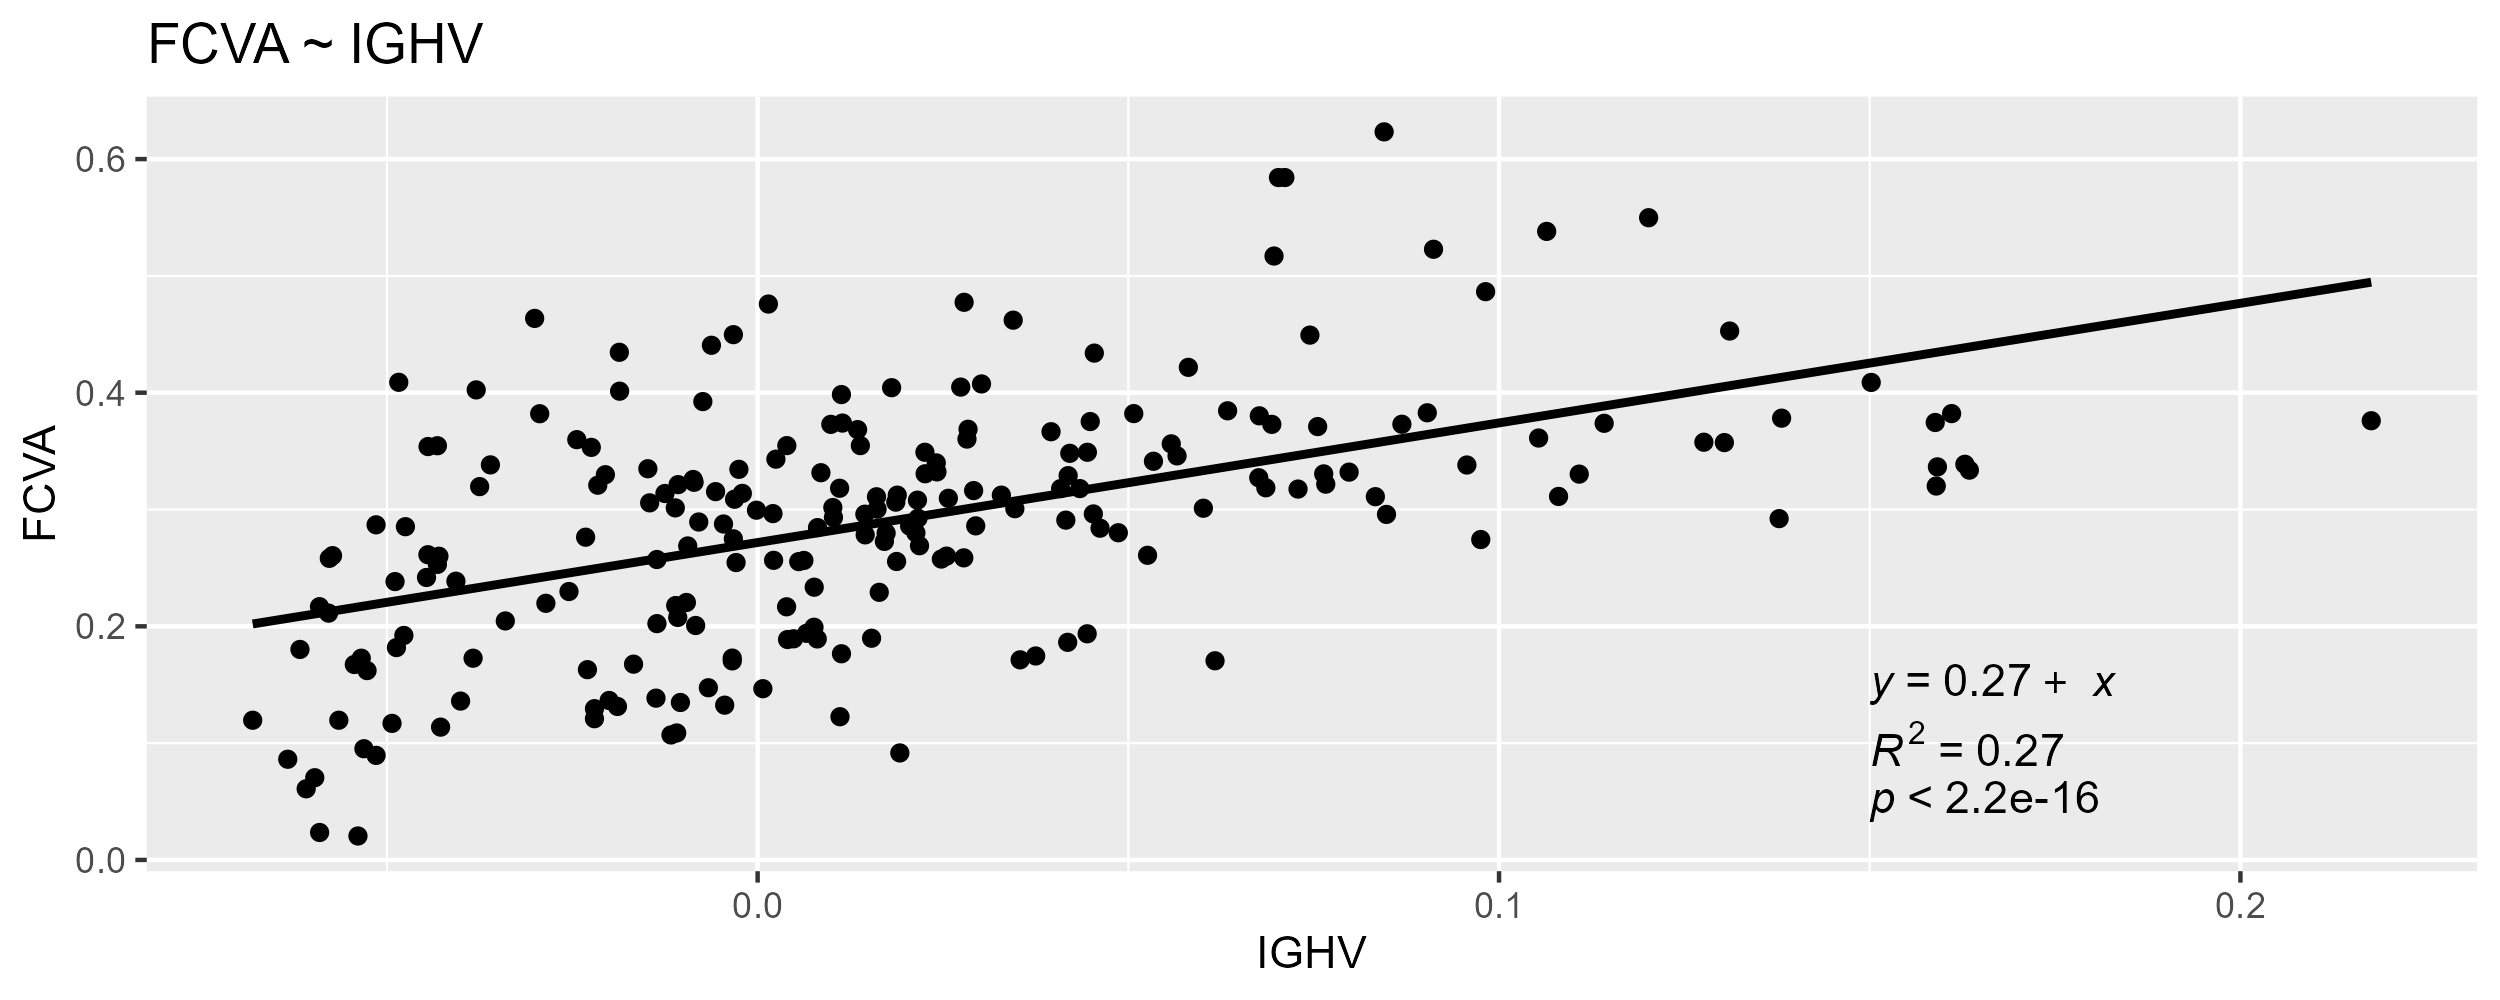 FCVA ~ IGHV
FCVA
0.6
0.4
0.2
0.0
y = 0.27 + x
R² = 0.27
p < 2.2e-16
0.0 0.1 0.2
IGHV